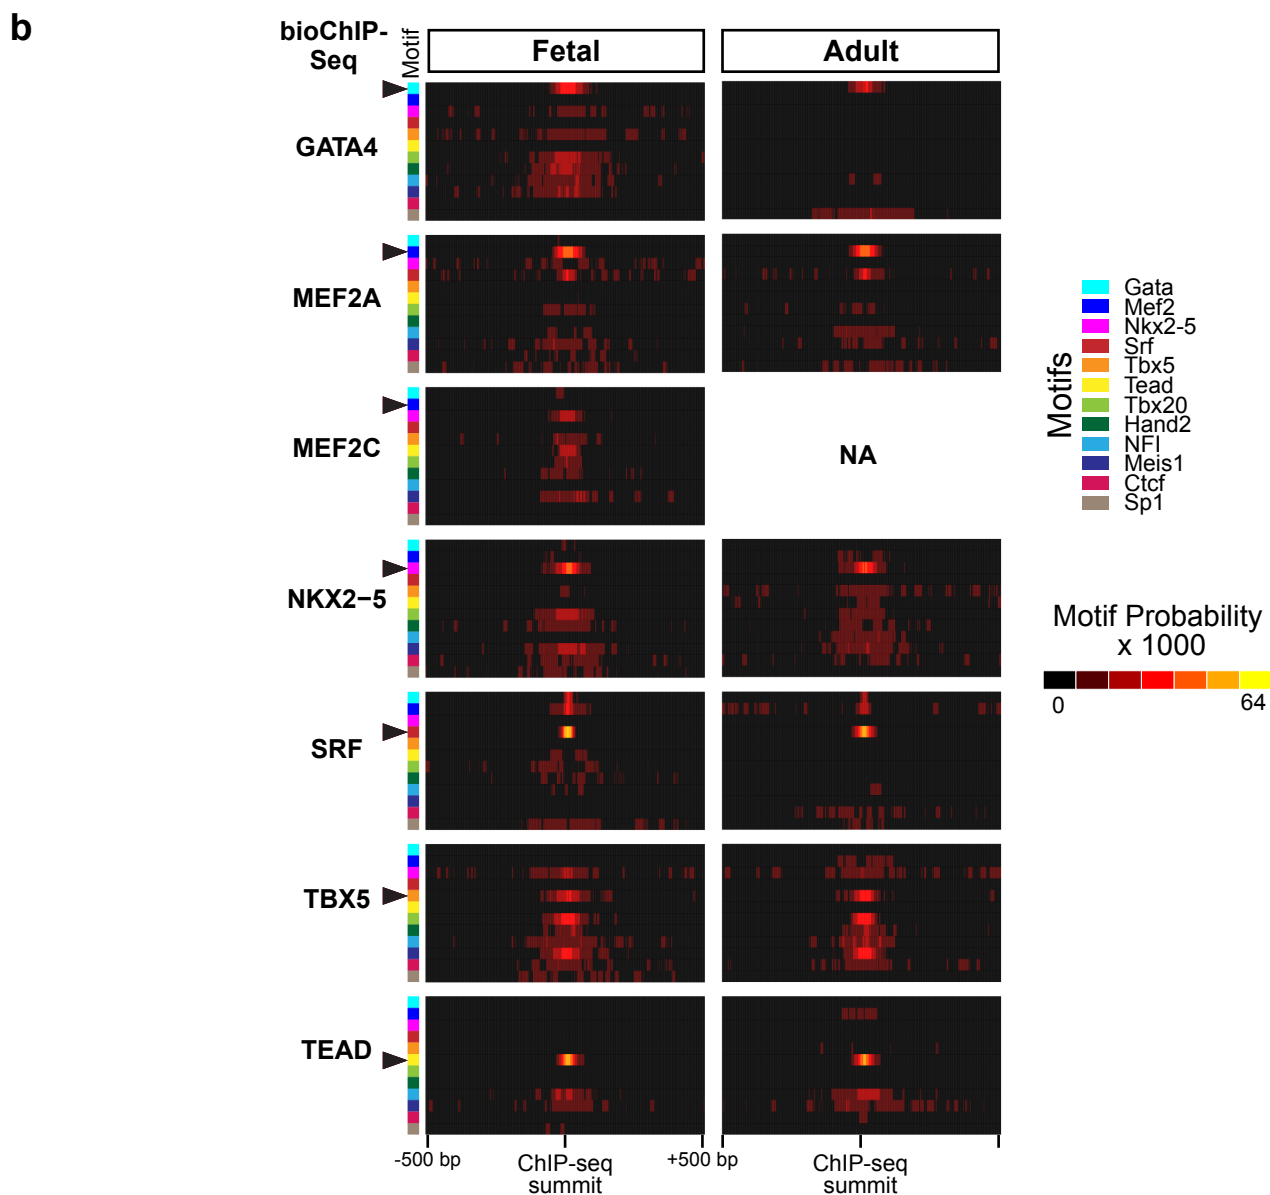 b
bioChIP-
Seq
Motif
Fetal
Adult
GATA4
MEF2A
MEF2C
NA
NKX2−5
SRF
TBX5
TEAD
Motifs
Gata
Mef2
Nkx2-5
Srf
Tbx5
Tead
Tbx20
Hand2
NFI
Meis1
Ctcf
Sp1
Motif Probability
x 1000
0
64
-500 bp
ChIP-seq
summit
+500 bp
ChIP-seq
summit